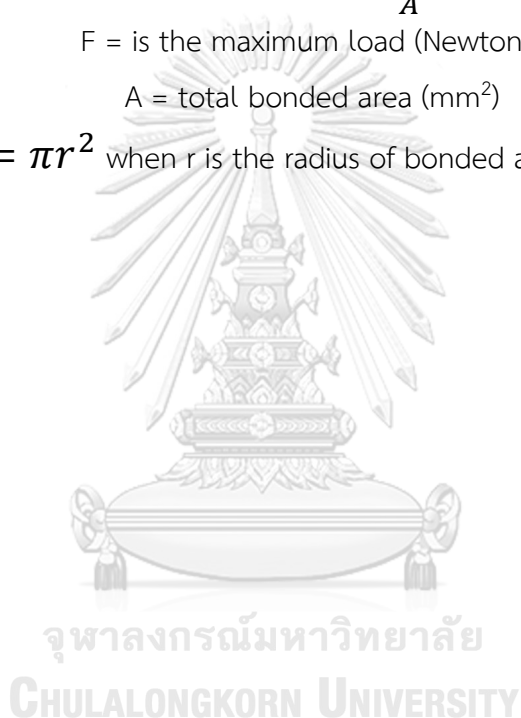 A
F = is the maximum load (Newton
A = total bonded area (mm²)
= πr² when r is the radius of bonded a
จุฬาลงกรณ์มหาวิทยาลัย
CHULALONGKORN UNIVERSITY